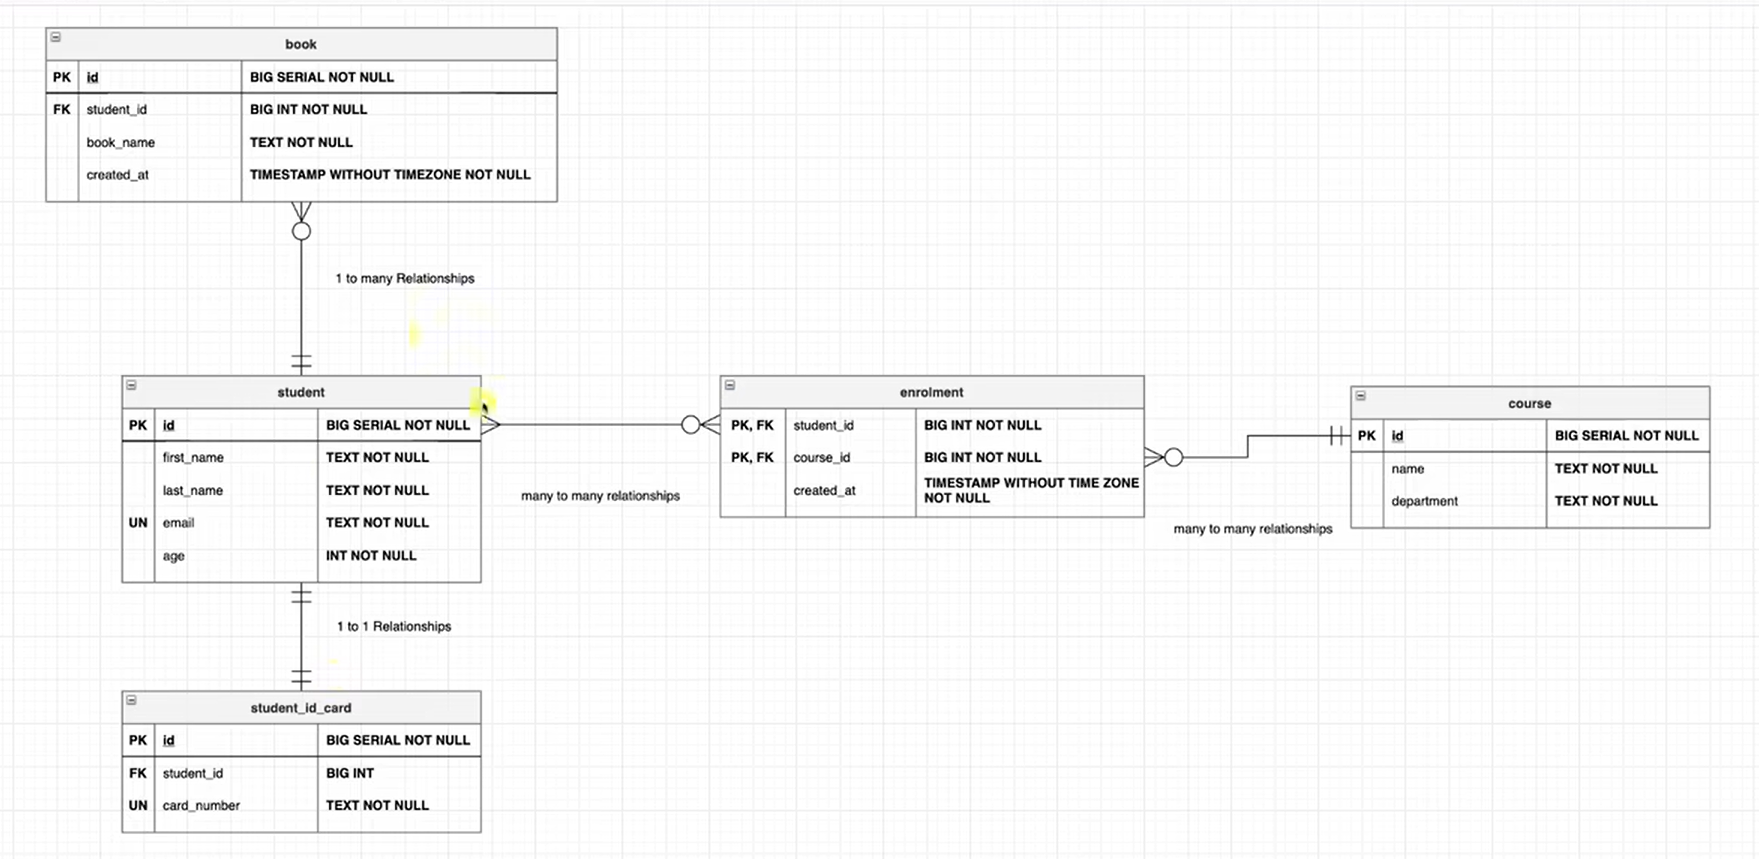 book
PK id BIG SERIAL NOT NULL
FK student_id BIG INT NOT NULL
book_name TEXT NOT NULL
created_at TIMESTAMP WITHOUT TIMEZONE NOT NULL
1 to many Relationships
student
PK id BIG SERIAL NOT NULL
first_name TEXT NOT NULL
last_name TEXT NOT NULL
UN email TEXT NOT NULL
age INT NOT NULL
many to many relationships
enrolment
PK, FK student_id BIG INT NOT NULL
PK, FK course_id BIG INT NOT NULL
created_at TIMESTAMP WITHOUT TIME ZONE
NOT NULL
many to many relationships
course
PK id BIG SERIAL NOT NULL
name TEXT NOT NULL
department TEXT NOT NULL
1 to 1 Relationships
student_id_card
PK id BIG SERIAL NOT NULL
FK student_id BIG INT
UN card_number TEXT NOT NULL